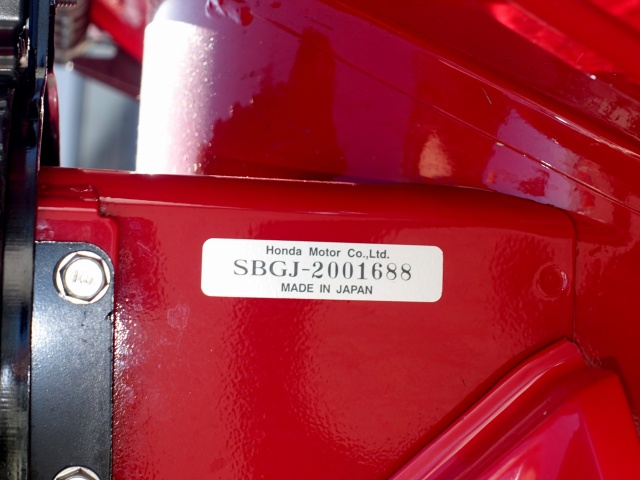 Honda Motor Co.,Ltd.
SBGJ-2001688
MADE IN JAPAN